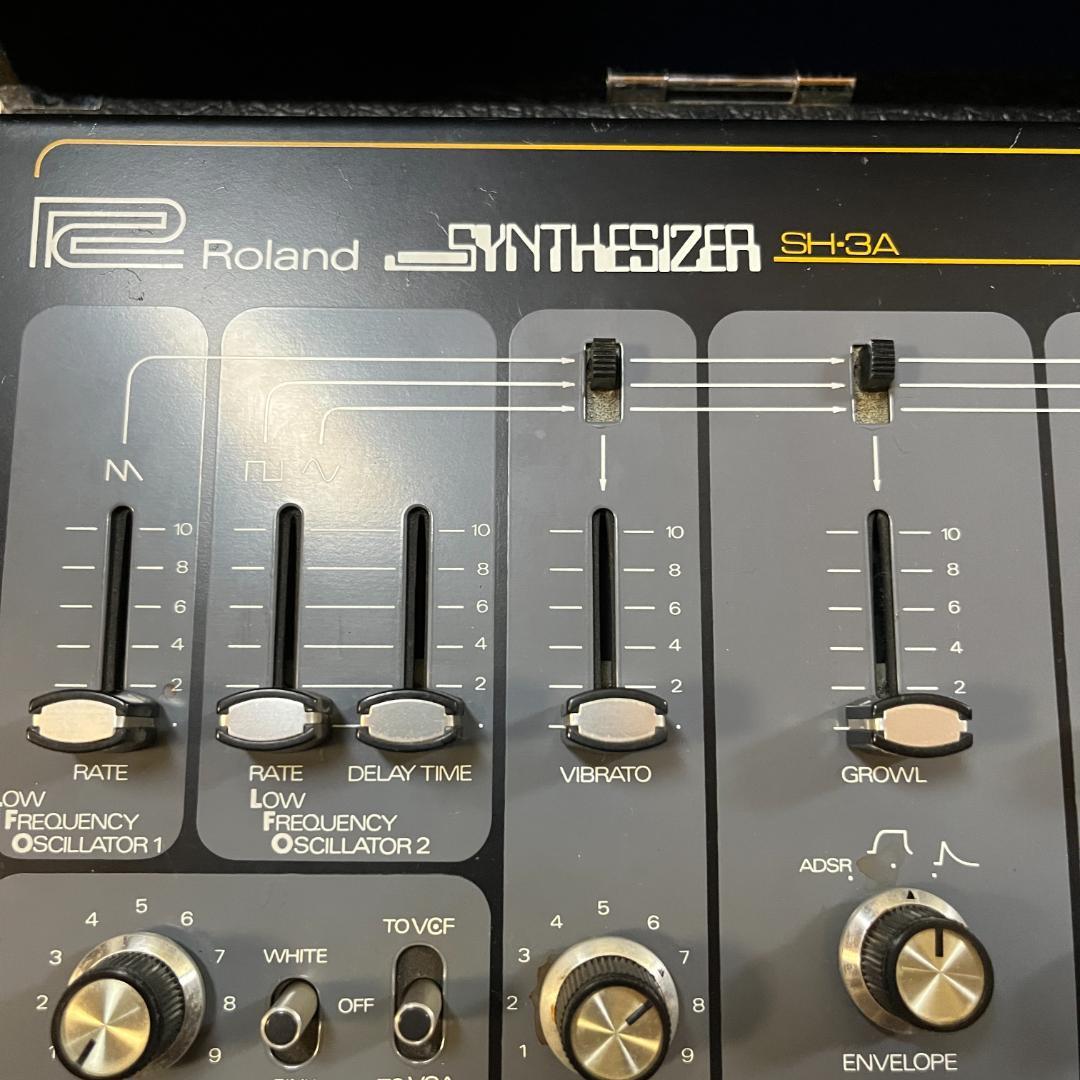 Roland SYNTHESIZER SH-3A
10 10 10 10
8 8 8 8
6 6 6 6
4 4 4 4
2 2 2 2
RATE RATE DELAY TIME VIBRATO GROWL
LOW FREQUENCY OSCILLATOR 1
LOW FREQUENCY OSCILLATOR 2
ADSR
1 2 3 4 5 6 7 8 9
WHITE
OFF
TO VCF
TO VCA
1 2 3 4 5 6 7 8 9
ENVELOPE